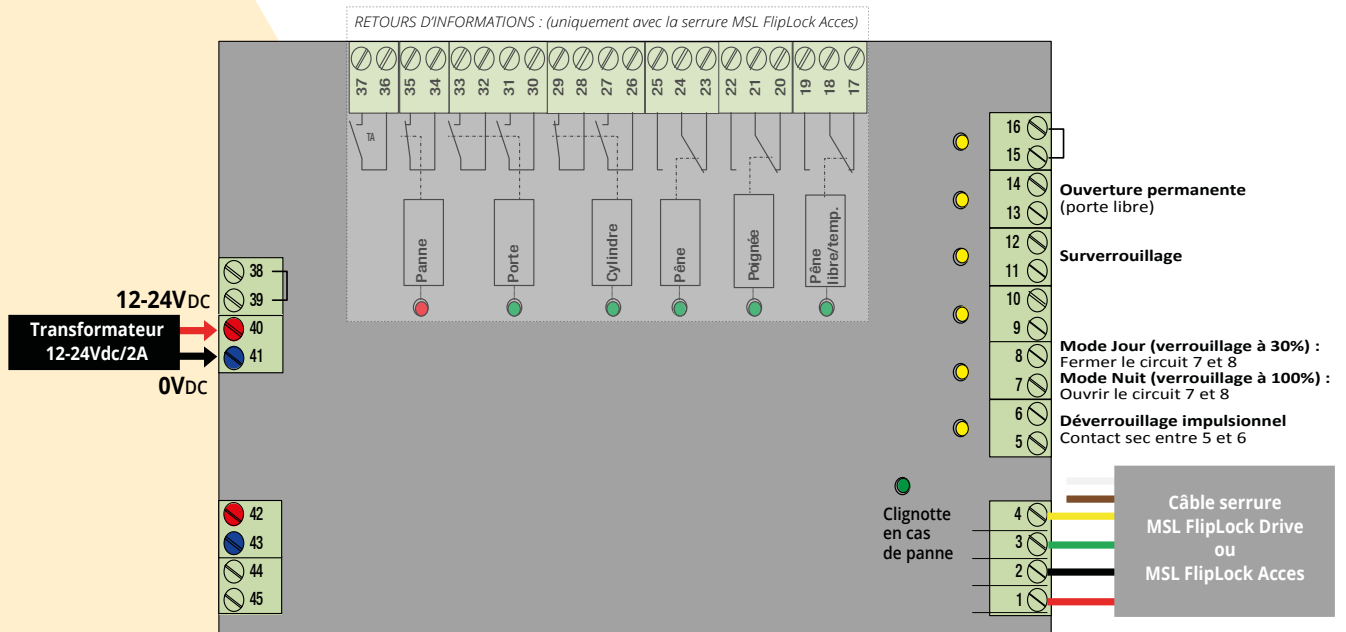 RETOURS D'INFORMATIONS : (uniquement avec la serrure MSL FlipLock Acces)
37 36 35 34 33 32 31 30 29 28 27 26 25 24 23 22 21 20 19 18 17
TA
Panne
Porte
Cylindre
Pêne
Poignée
Pêne
libre/temp.
38
39
12-24VDC
Transformateur
12-24Vdc/2A
40
41
0VDC
42
43
44
45
16
15
14
13
Ouverture permanente
(porte libre)
12
11
Surverrouillage
10
9
8
7
Mode Jour (verrouillage à 30%) :
Fermer le circuit 7 et 8
Mode Nuit (verrouillage à 100%) :
Ouvrir le circuit 7 et 8
6
5
Déverrouillage impulsionnel
Contact sec entre 5 et 6
Clignotte
en cas
de panne
4
3
2
1
Câble serrure
MSL FlipLock Drive
ou
MSL FlipLock Acces